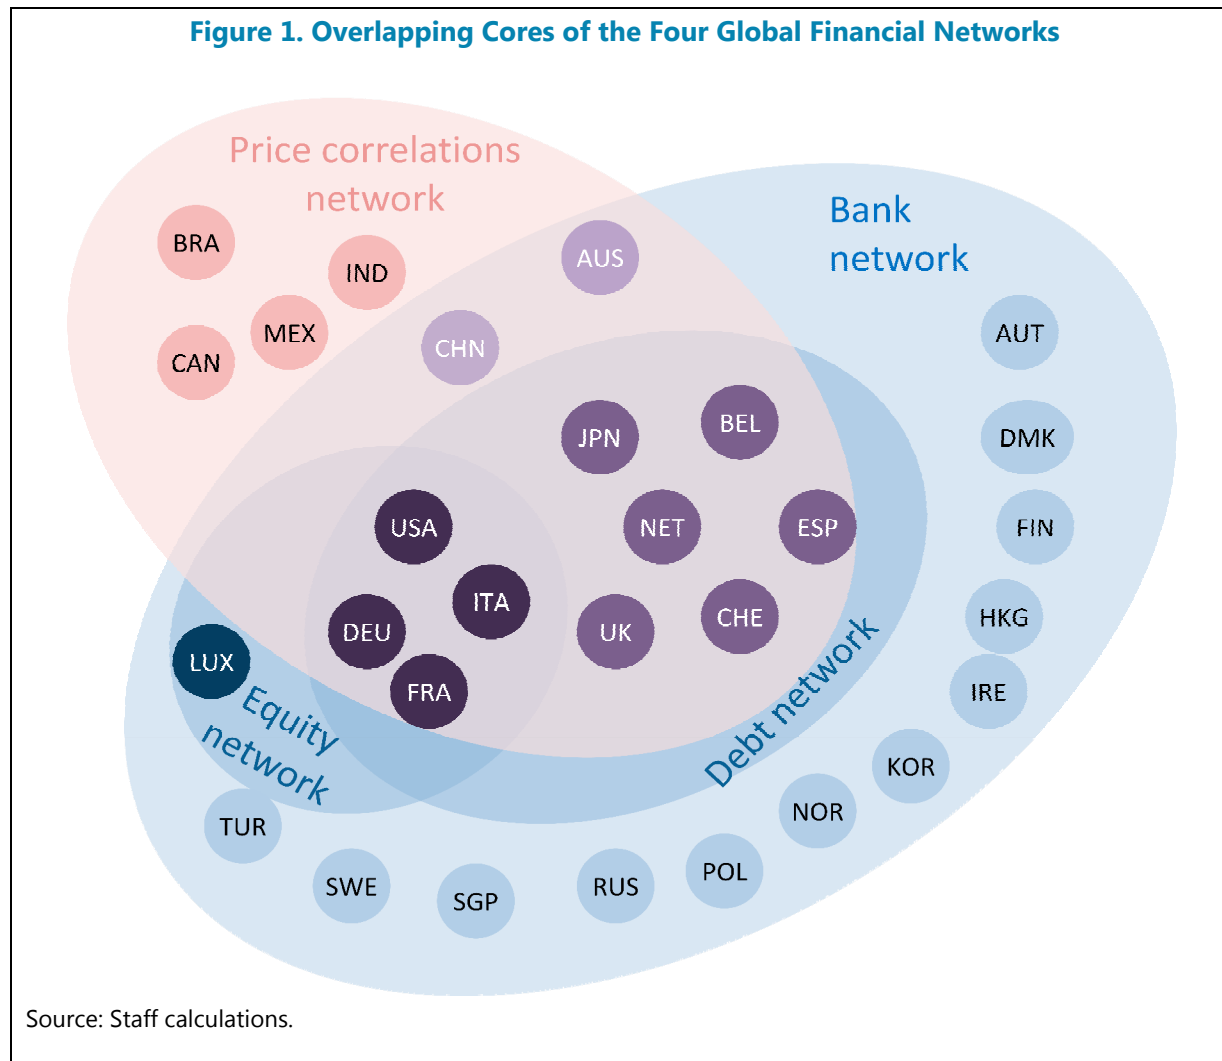 Figure 1. Overlapping Cores of the Four Global Financial Networks
Price correlations
network
Bank
network
BRA
IND
AUS
MEX
CAN
CHN
AUT
JPN
BEL
DMK
USA
NET
ESP
FIN
ITA
DEU
UK
CHE
HKG
LUX
FRA
IRE
Equity
network
Debt network
KOR
TUR
NOR
SWE
SGP
RUS
POL
Source: Staff calculations.